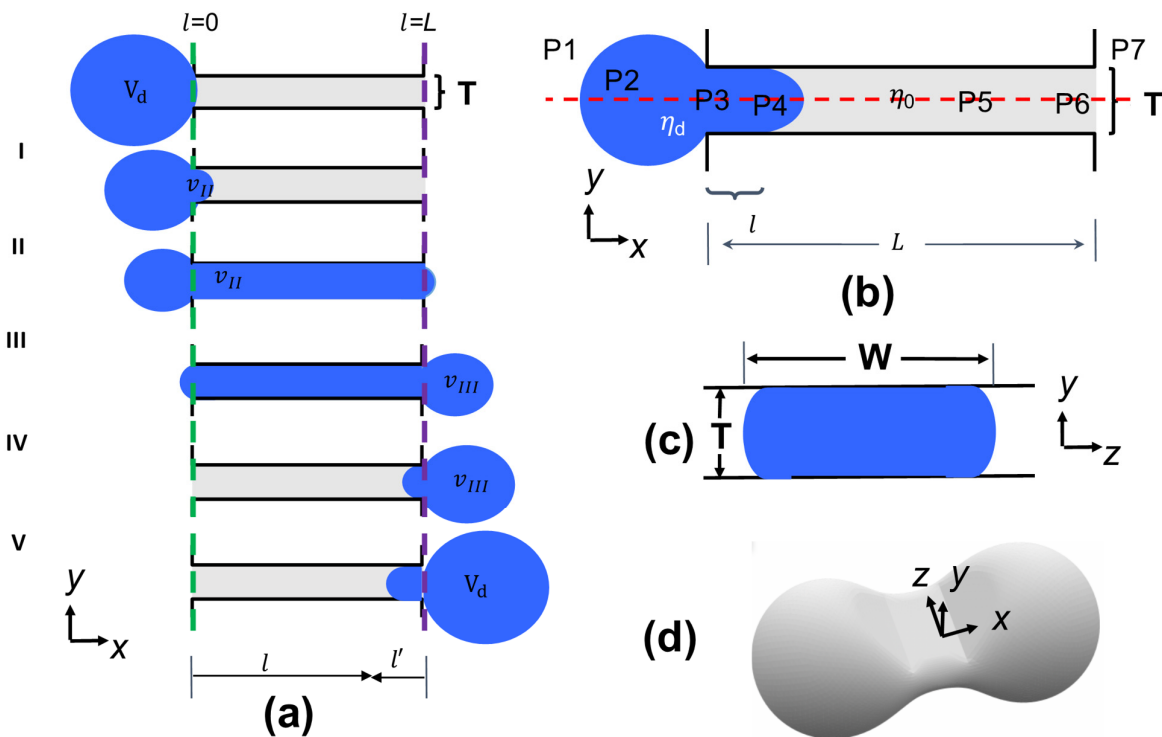 l=0 l=L
V_d T
I
v_II
II
v_II
III
v_III
IV
v_III
V
V_d
y
x
l l'
(a)
P1 P7
P2
P3 P4 η_0 P5 P6 T
η_d
y
x
l
L
(b)
W
(c) T
y
z
(d)
z y
x